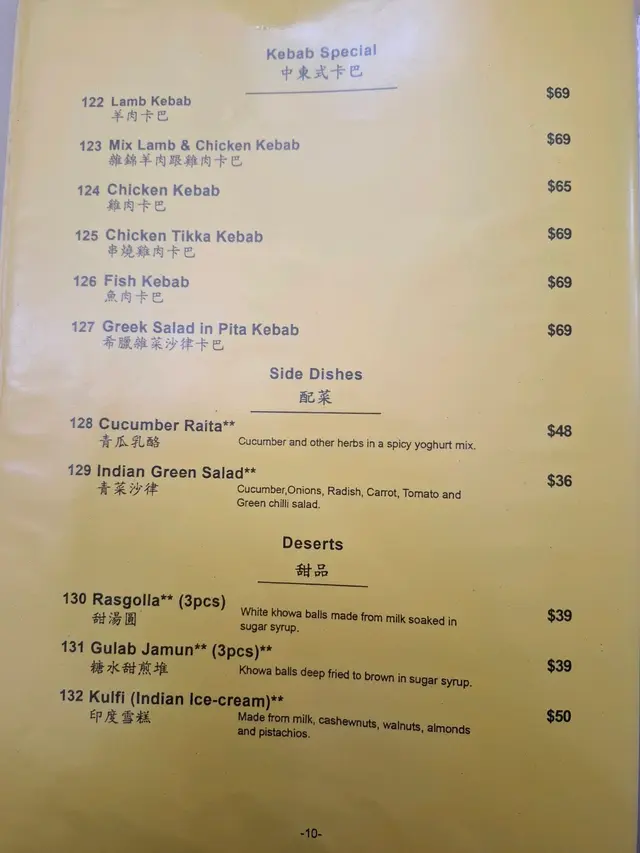 Kebab Special
中東式卡巴
122 Lamb Kebab $69
羊肉卡巴
123 Mix Lamb & Chicken Kebab $69
雜錦羊肉跟雞肉卡巴
124 Chicken Kebab $65
雞肉卡巴
125 Chicken Tikka Kebab $69
串燒雞肉卡巴
126 Fish Kebab $69
魚肉卡巴
127 Greek Salad in Pita Kebab $69
希臘雜菜沙律卡巴
Side Dishes
配菜
128 Cucumber Raita** $48
青瓜乳酪 Cucumber and other herbs in a spicy yoghurt mix.
129 Indian Green Salad** $36
青菜沙律 Cucumber,Onions, Radish, Carrot, Tomato and
Green chilli salad.
Deserts
甜品
130 Rasgolla** (3pcs) $39
甜湯圓 White khowa balls made from milk soaked in
sugar syrup.
131 Gulab Jamun** (3pcs)** $39
糖水甜煎堆 Khowa balls deep fried to brown in sugar syrup.
132 Kulfi (Indian Ice-cream)** $50
印度雪糕 Made from milk, cashewnuts, walnuts, almonds
and pistachios.
-10-